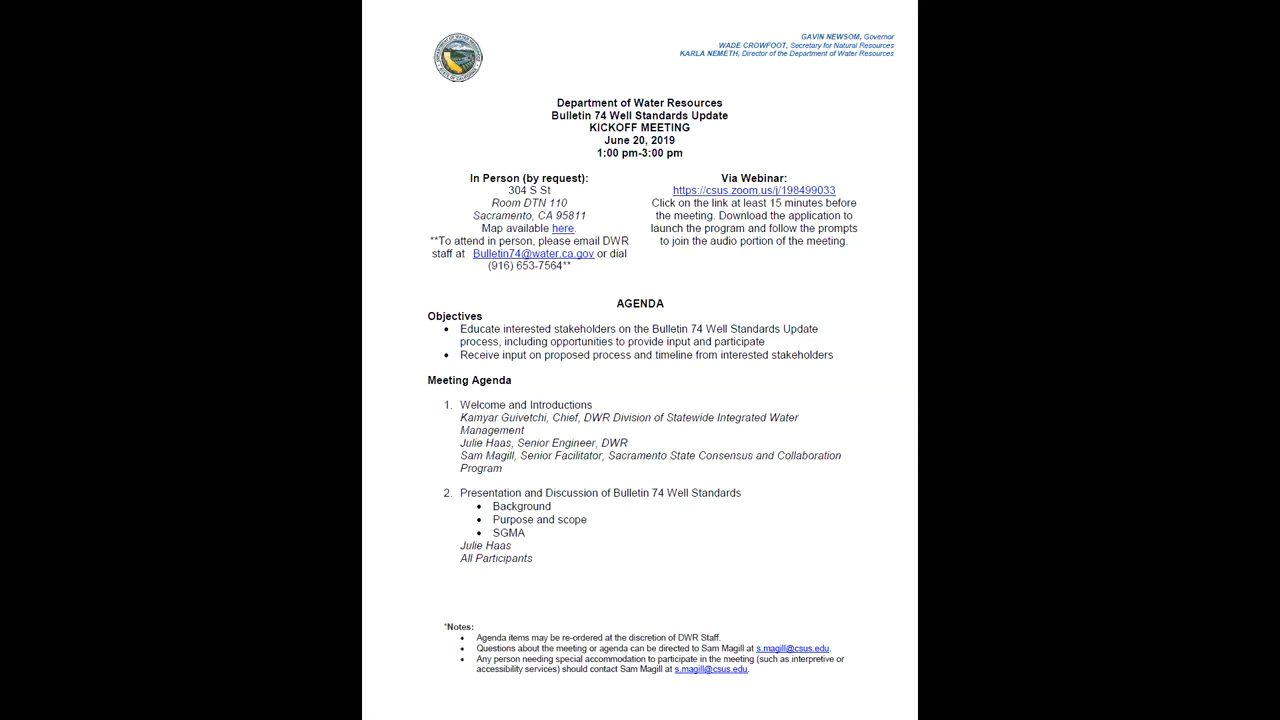 GAVIN NEWSOM, Governor
WADE CROWFOOT, Secretary for Natural Resources
KARLA NEMETH, Director of the Department of Water Resources
Department of Water Resources
Bulletin 74 Well Standards Update
KICKOFF MEETING
June 20, 2019
1:00 pm-3:00 pm
In Person (by request):
304 S St
Room DTN 110
Sacramento, CA 95811
Map available here.
**To attend in person, please email DWR
staff at Bulletin74@water.ca.gov or dial
(916) 653-7564**
Via Webinar:
https://csus.zoom.us/j/198499033
Click on the link at least 15 minutes before
the meeting. Download the application to
launch the program and follow the prompts
to join the audio portion of the meeting.
AGENDA
Objectives
• Educate interested stakeholders on the Bulletin 74 Well Standards Update
process, including opportunities to provide input and participate
• Receive input on proposed process and timeline from interested stakeholders
Meeting Agenda
1. Welcome and Introductions
Kamyar Guivetchi, Chief, DWR Division of Statewide Integrated Water
Management
Julie Haas, Senior Engineer, DWR
Sam Magill, Senior Facilitator, Sacramento State Consensus and Collaboration
Program
2. Presentation and Discussion of Bulletin 74 Well Standards
• Background
• Purpose and scope
• SGMA
Julie Haas
All Participants
*Notes:
• Agenda items may be re-ordered at the discretion of DWR Staff.
• Questions about the meeting or agenda can be directed to Sam Magill at s.magill@csus.edu.
• Any person needing special accommodation to participate in the meeting (such as interpretive or
accessibility services) should contact Sam Magill at s.magill@csus.edu.